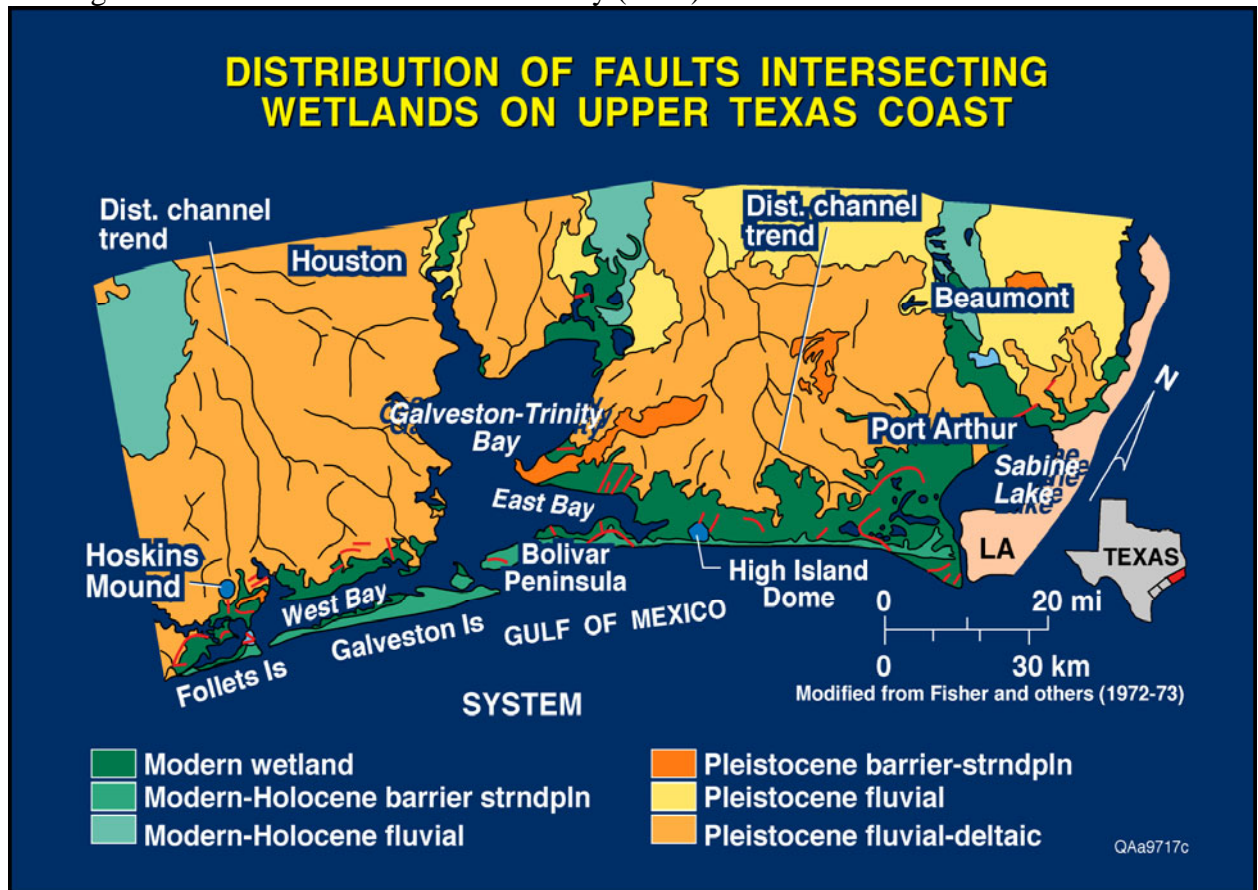 DISTRIBUTION OF FAULTS INTERSECTING
WETLANDS ON UPPER TEXAS COAST
Dist. channel
trend
Houston
Dist. channel
trend
Beaumont
N
Galveston-Trinity
Bay
Port Arthur
Sabine
Lake
East Bay
Hoskins
Mound
West Bay
Bolivar
Peninsula
High Island
Dome
LA
TEXAS
Galveston Is
GULF OF MEXICO
Follets Is
0 20 mi
0 30 km
Modified from Fisher and others (1972-73)
SYSTEM
Modern wetland
Modern-Holocene barrier strndpln
Modern-Holocene fluvial
Pleistocene barrier-strndpln
Pleistocene fluvial
Pleistocene fluvial-deltaic
QAa9717c